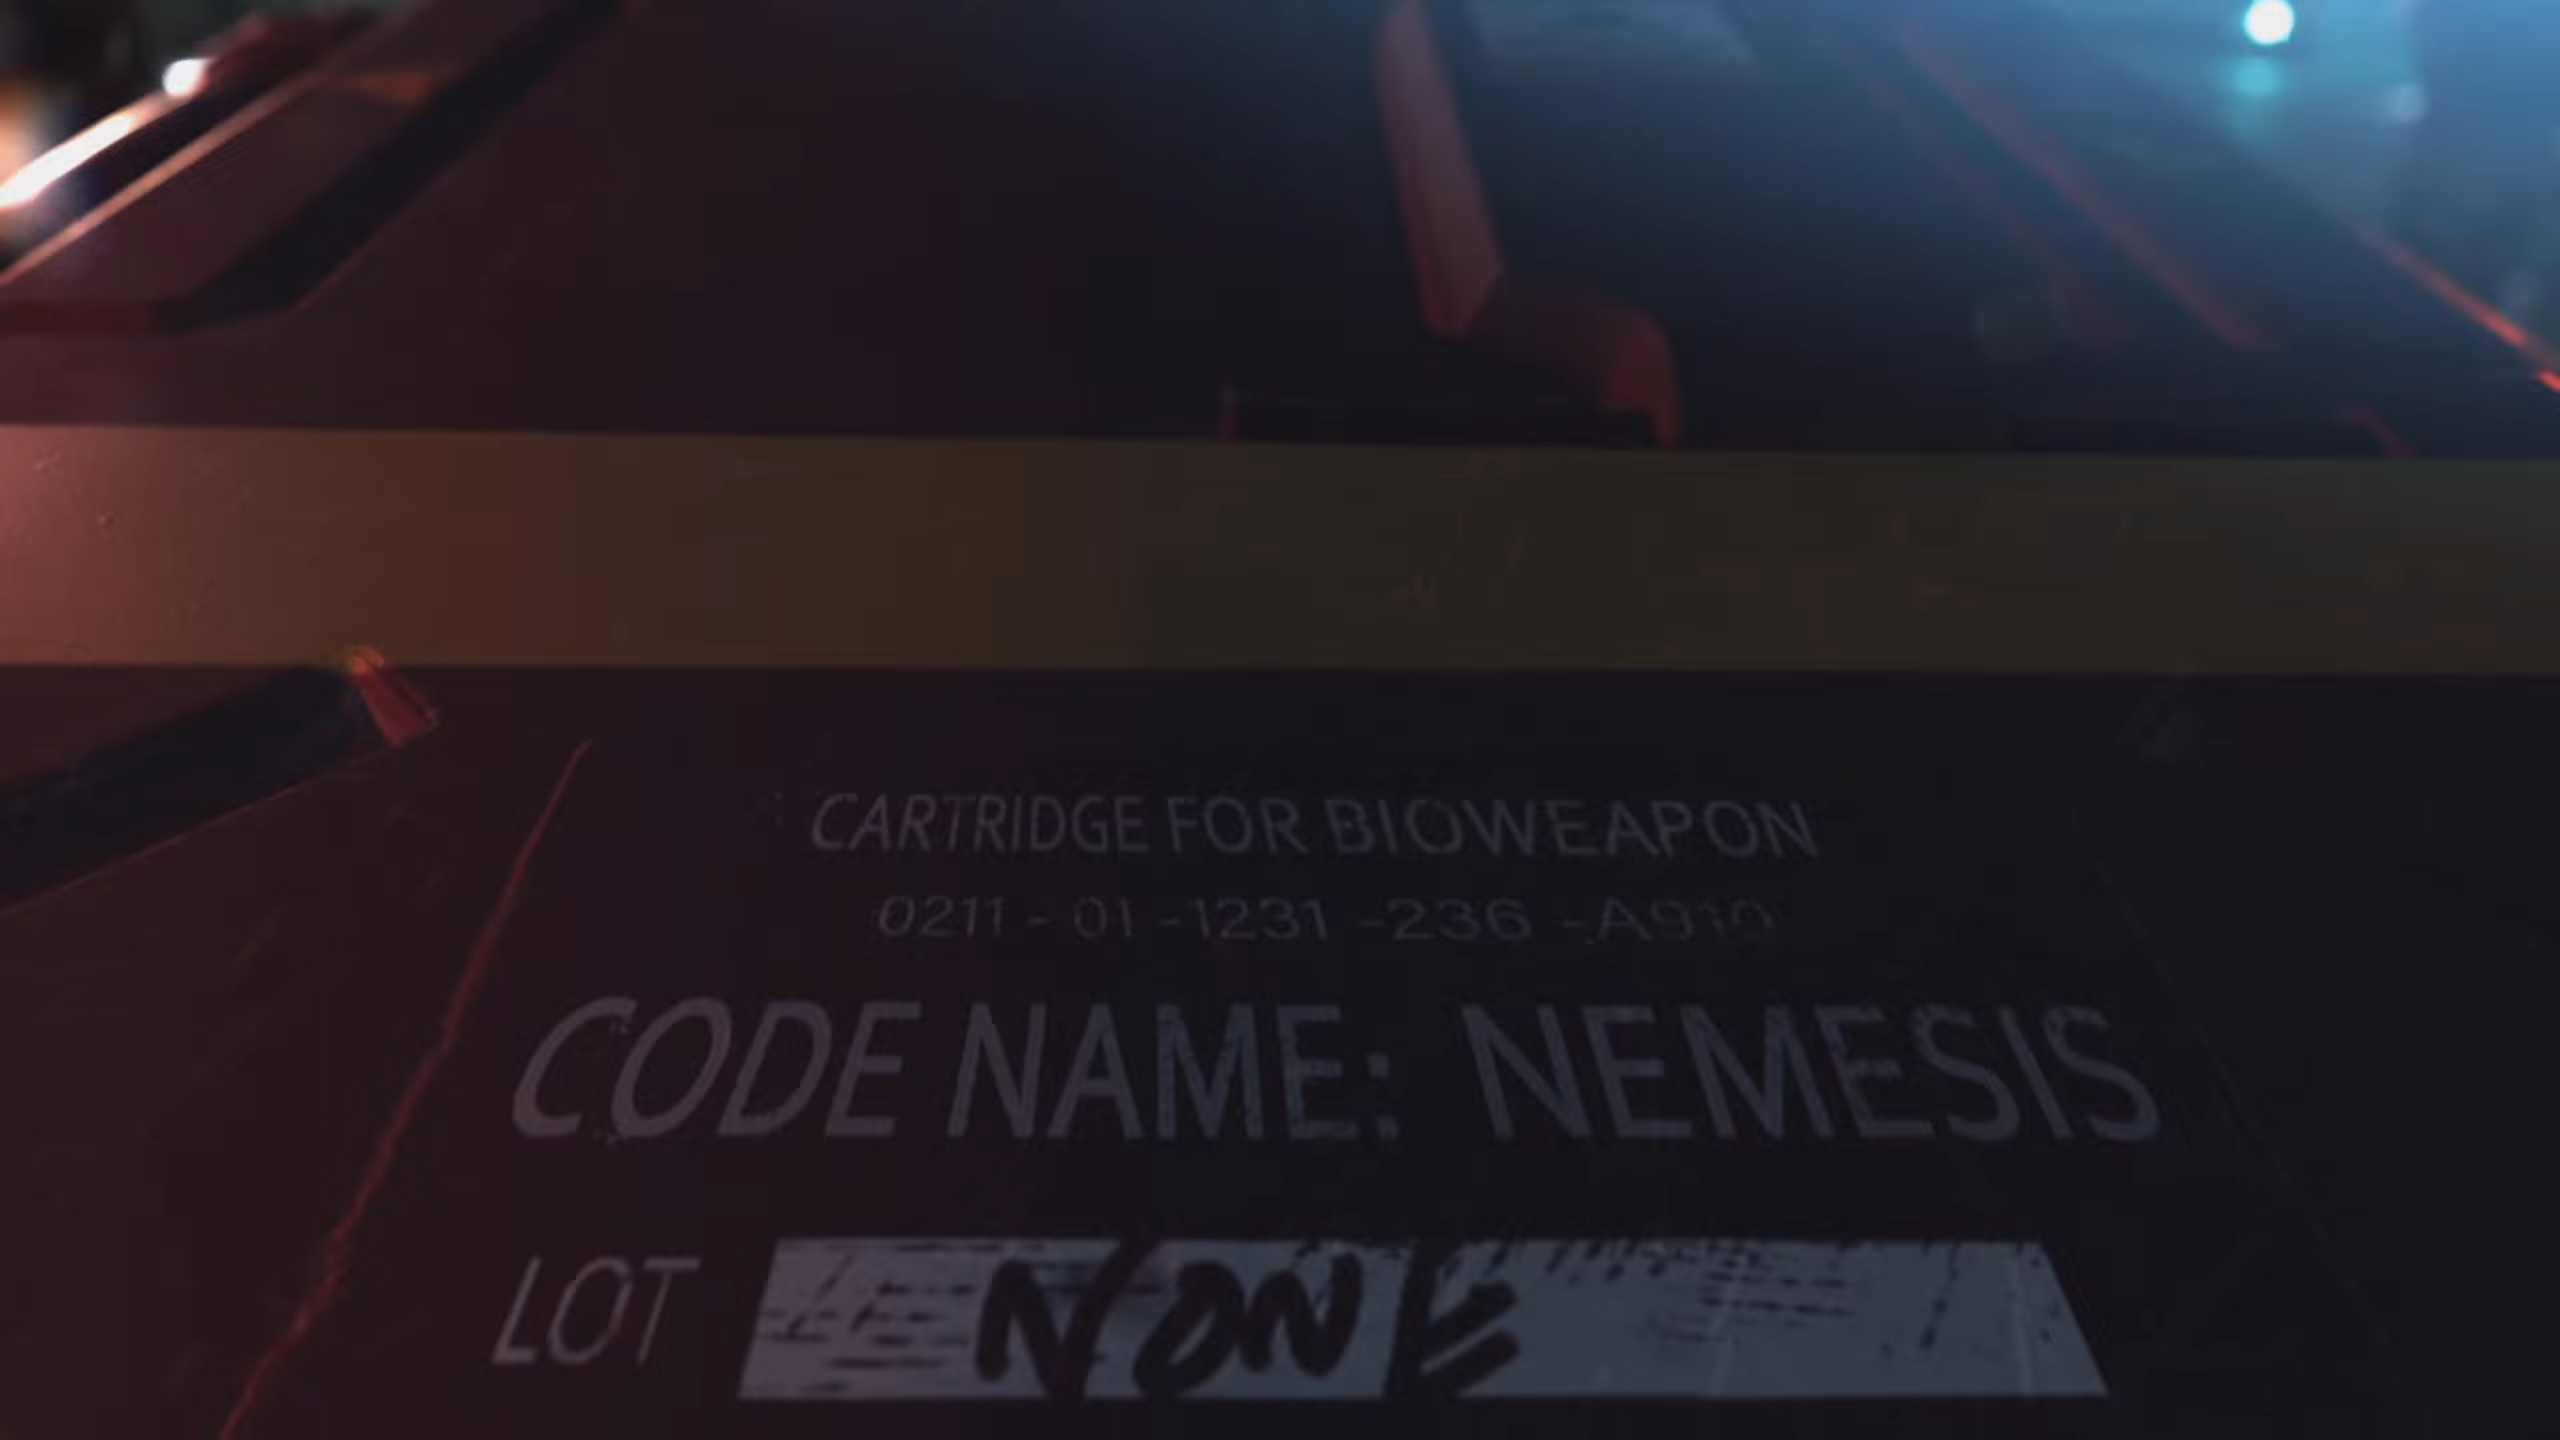 CARTRIDGE FOR BIOWEAPON
0211 - 01 -1231 -236 -A910
CODE NAME: NEMESIS
LOT NONE